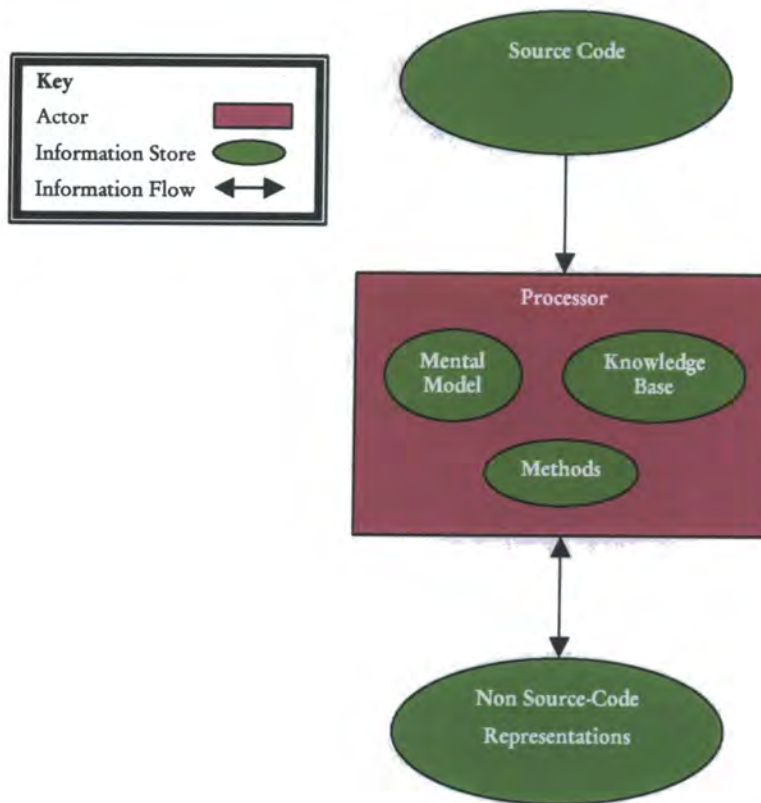 Source Code
Key
Actor
Information Store
Information Flow
Processor
Mental
Model
Knowledge
Base
Methods
Non Source-Code
Representations